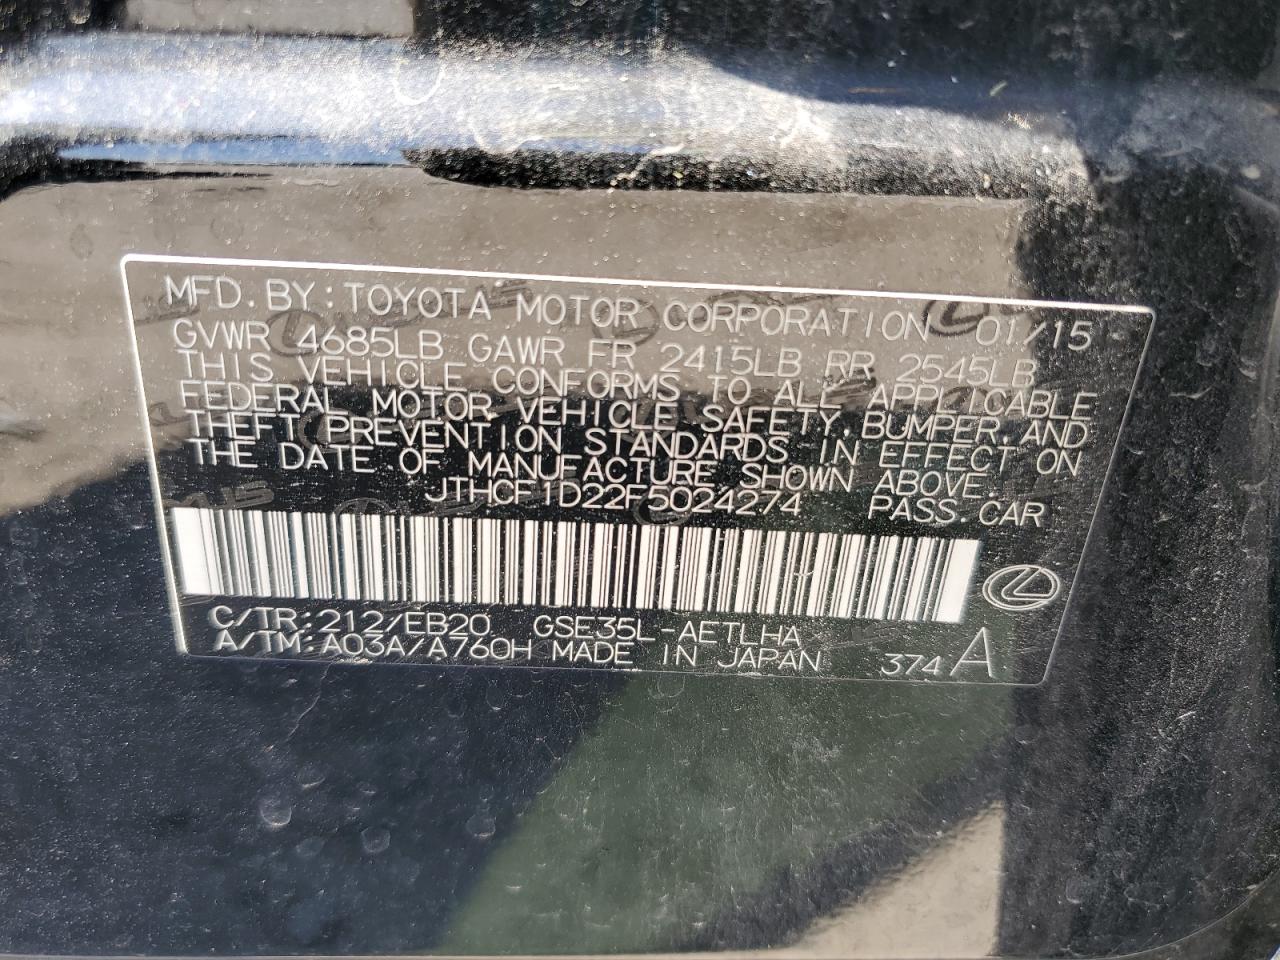 MFD. BY: TOYOTA MOTOR CORPORATION 01/15
GVWR 4685LB GAWR FR 2415LB RR 2545LB
THIS VEHICLE CONFORMS TO ALL APPLICABLE
FEDERAL MOTOR VEHICLE SAFETY, BUMPER, AND
THEFT PREVENTION STANDARDS IN EFFECT ON
THE DATE OF MANUFACTURE SHOWN ABOVE.
JTHCF1D22F5024274 PASS. CAR
C/TR: 212/EB20 GSE35L-AETLHA
A/TM: A03A/A760H MADE IN JAPAN 374 A